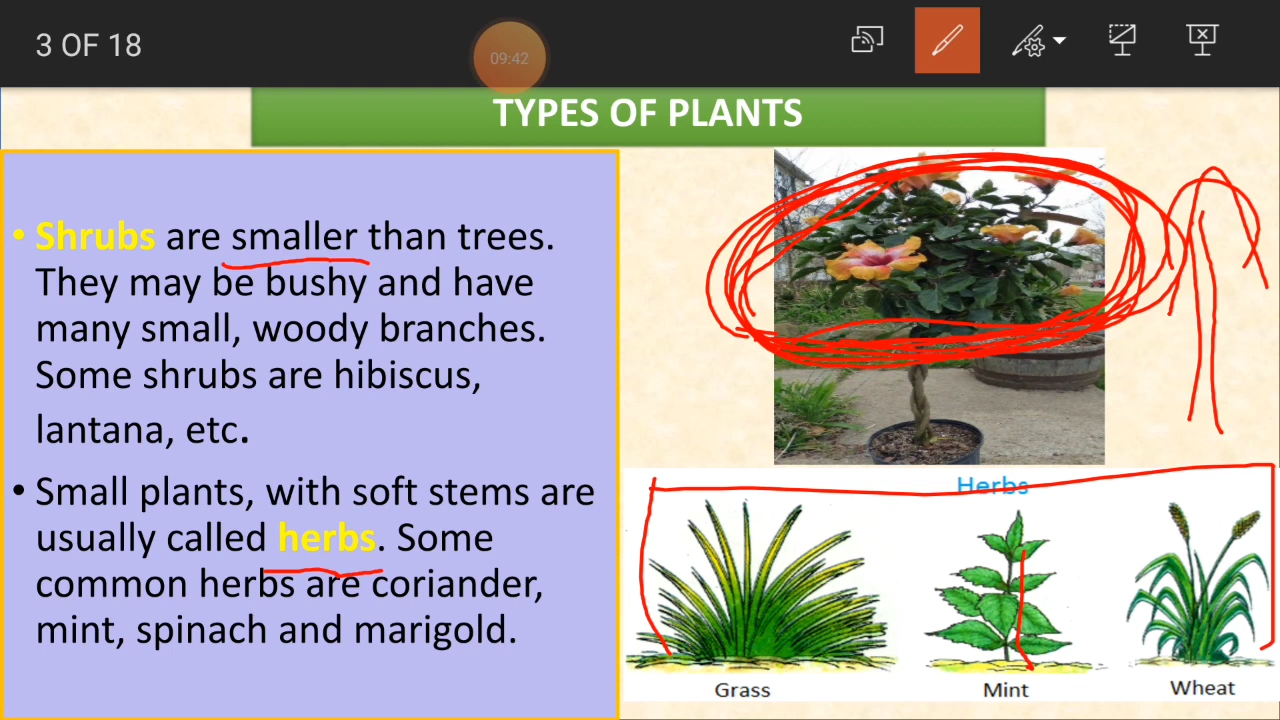 3 OF 18
09:42
TYPES OF PLANTS
• Shrubs are smaller than trees.
They may be bushy and have
many small, woody branches.
Some shrubs are hibiscus,
lantana, etc.
• Small plants, with soft stems are
usually called herbs. Some
common herbs are coriander,
mint, spinach and marigold.
Herbs
Grass
Mint
Wheat